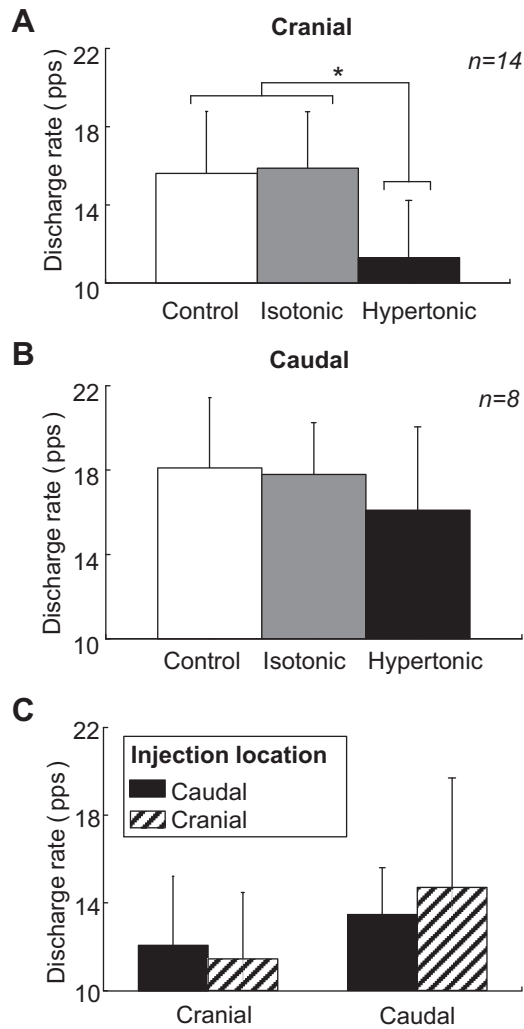 A
Cranial
n=14
*
Discharge rate (pps)
22
18
14
10
Control Isotonic Hypertonic
B
Caudal
n=8
Discharge rate (pps)
22
18
14
10
Control Isotonic Hypertonic
C
Discharge rate (pps)
22
18
14
10
Injection location
Caudal
Cranial
Cranial Caudal